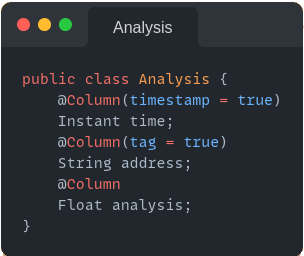 Analysis
public class Analysis {
    @Column(timestamp = true)
    Instant time;
    @Column(tag = true)
    String address;
    @Column
    Float analysis;
}